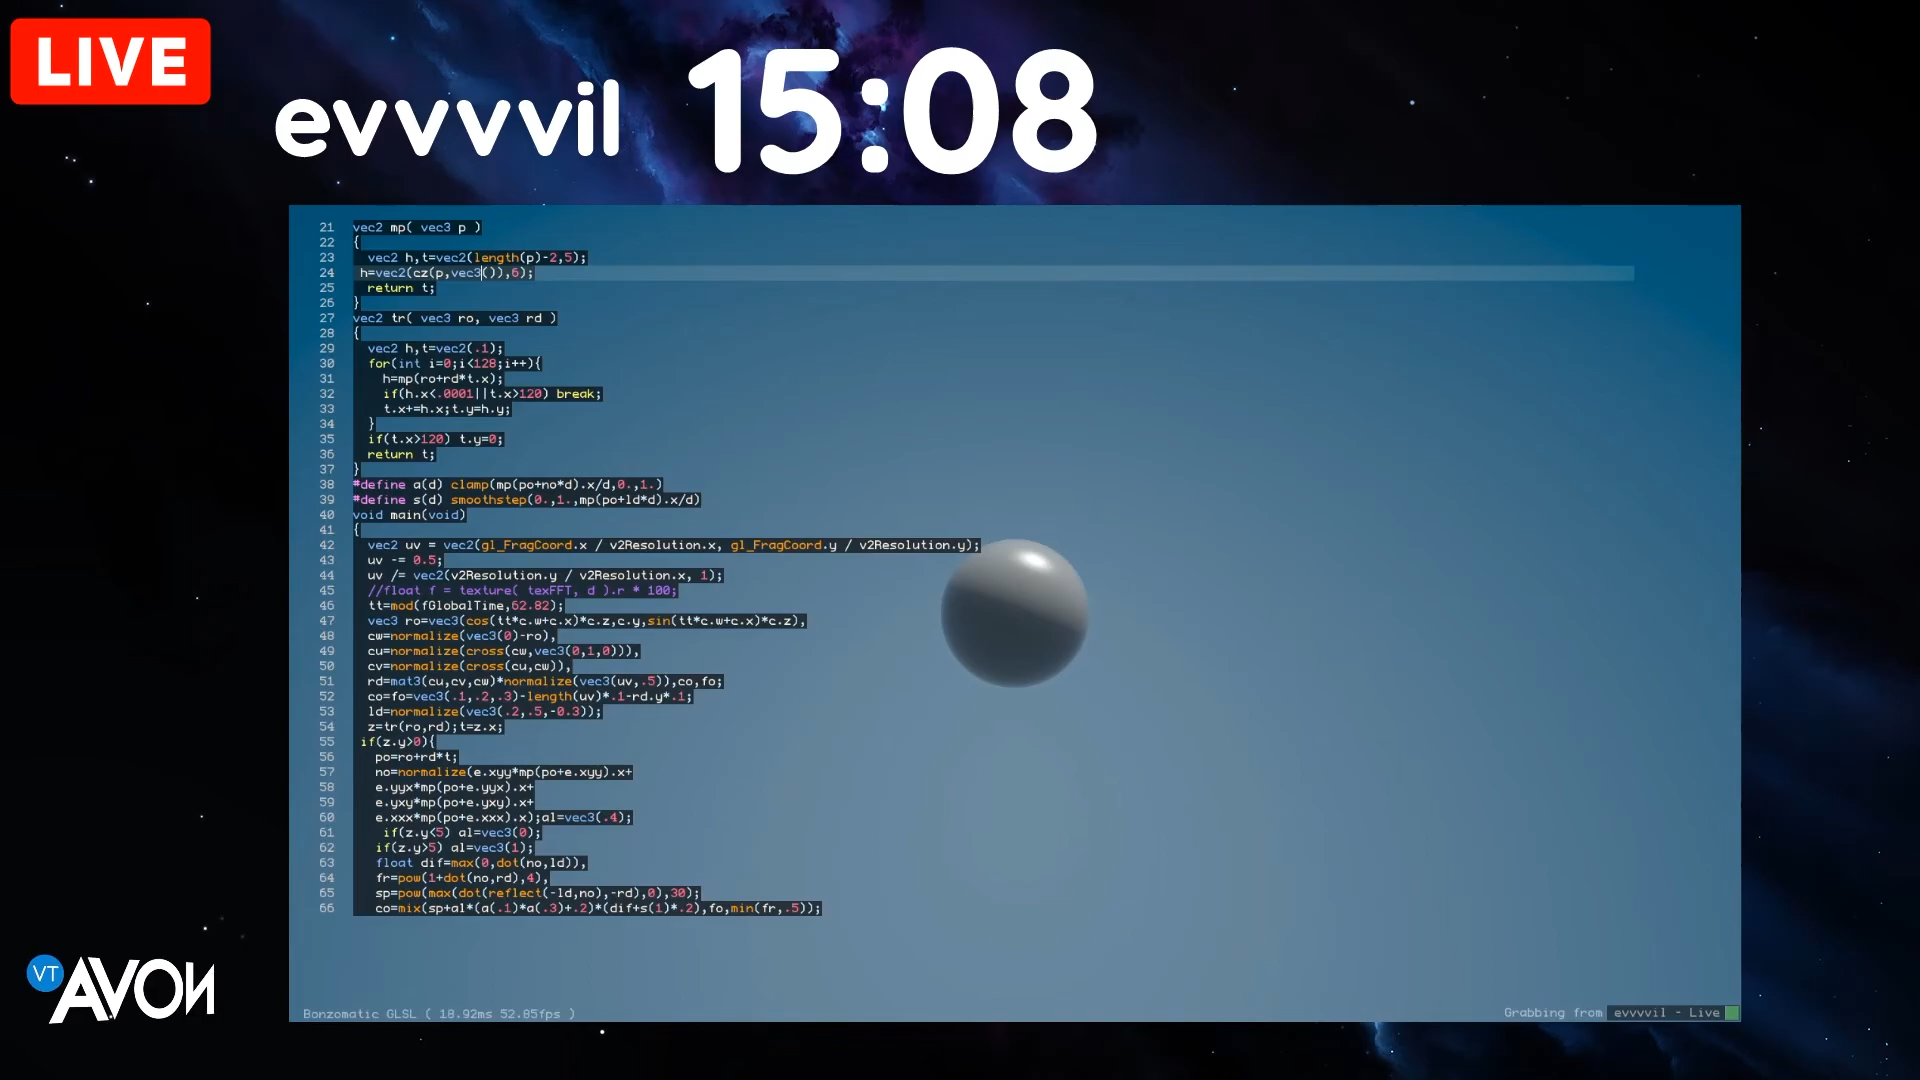 LIVE
evvvvil 15:08
21 vec2 mp( vec3 p )
22 {
23 vec2 h,t=vec2(length(p)-2,5);
24 h=vec2(cz(p,vec3()),6);
25 return t;
26 }
27 vec2 tr( vec3 ro, vec3 rd )
28 {
29 vec2 h,t=vec2(.1);
30 for(int i=0;i<128;i++){
31 h=mp(ro+rd*t.x);
32 if(h.x<.0001||t.x>120) break;
33 t.x+=h.x;t.y=h.y;
34 }
35 if(t.x>120) t.y=0;
36 return t;
37 }
38 #define a(d) clamp(mp(po+no*d).x/d,0.,1.)
39 #define s(d) smoothstep(0.,1.,mp(po+ld*d).x/d)
40 void main(void)
41 {
42 vec2 uv = vec2(gl_FragCoord.x / v2Resolution.x, gl_FragCoord.y / v2Resolution.y);
43 uv -= 0.5;
44 uv /= vec2(v2Resolution.y / v2Resolution.x, 1);
45 //float f = texture( texFFT, d ).r * 100;
46 tt=mod(fGlobalTime,62.82);
47 vec3 ro=vec3(cos(tt*c.w+c.x)*c.z,c.y,sin(tt*c.w+c.x)*c.z),
48 cw=normalize(vec3(0)-ro),
49 cu=normalize(cross(cw,vec3(0,1,0))),
50 cv=normalize(cross(cu,cw)),
51 rd=mat3(cu,cv,cw)*normalize(vec3(uv,.5)),co,fo;
52 co=fo=vec3(.1,.2,.3)-length(uv)*.1-rd.y*.1;
53 ld=normalize(vec3(.2,.5,-0.3));
54 z=tr(ro,rd);t=z.x;
55 if(z.y>0){
56 po=ro+rd*t;
57 no=normalize(e.xyy*mp(po+e.xyy).x+
58 e.yyx*mp(po+e.yyx).x+
59 e.yxy*mp(po+e.yxy).x+
60 e.xxx*mp(po+e.xxx).x);al=vec3(.4);
61 if(z.y<5) al=vec3(0);
62 if(z.y>5) al=vec3(1);
63 float dif=max(0,dot(no,ld)),
64 fr=pow(1+dot(no,rd),4),
65 sp=pow(max(dot(reflect(-ld,no),-rd),0),30);
66 co=mix(sp+al*(a(.1)*a(.3)+.2)*(dif+s(1)*.2),fo,min(fr,.5));
VT AVON
Bonzomatic GLSL ( 18.92ms 52.85fps )
Grabbing from evvvvil - Live